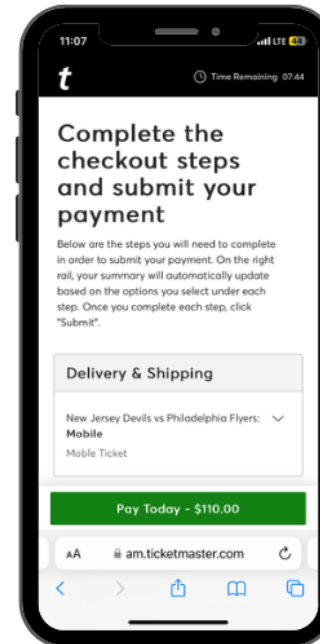 11:07 LTE 44
t Time Remaining 07:44
Complete the
checkout steps
and submit your
payment
Below are the steps you will need to complete
in order to submit your payment. On the right
rail, your summary will automatically update
based on the options you select under each
step. Once you complete each step, click
"Submit".
Delivery & Shipping
New Jersey Devils vs Philadelphia Flyers:
Mobile
Moble Ticket
Pay Today - $110.00
AA am.ticketmaster.com